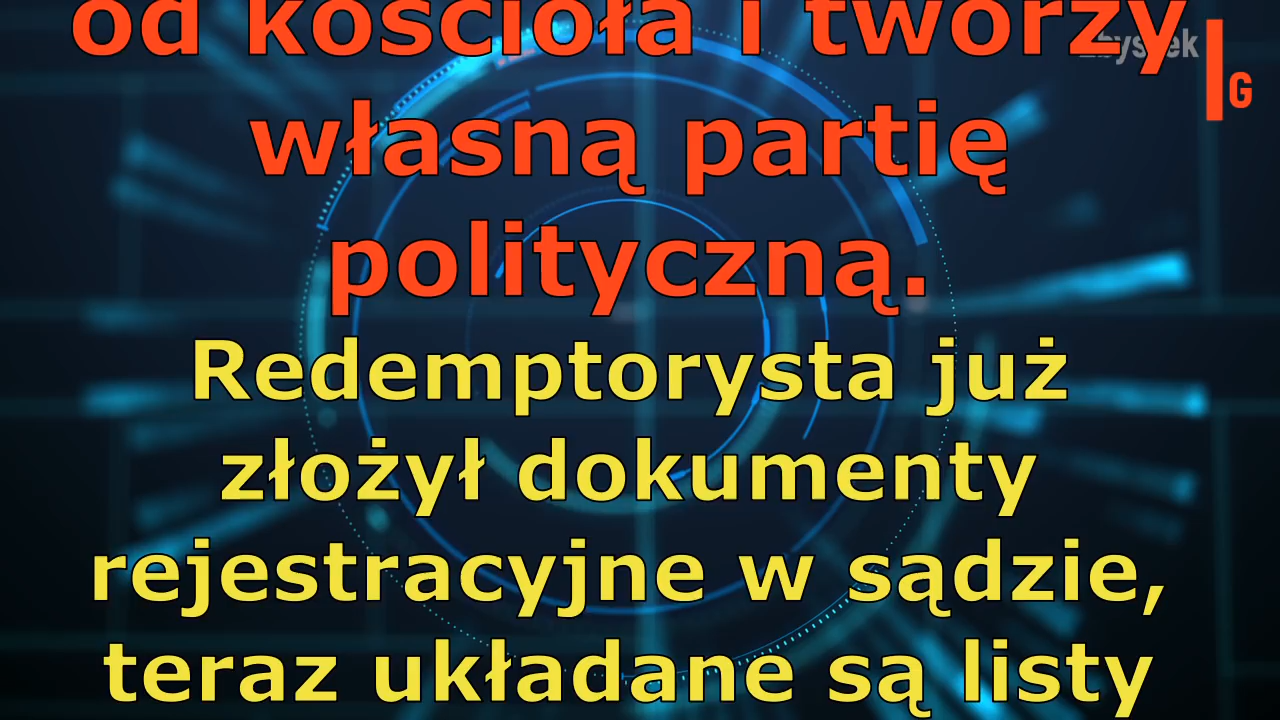 od kościoła i tworzy
własną partię
polityczną.
Redemptorysta już
złożył dokumenty
rejestracyjne w sądzie,
teraz układane są listy
G